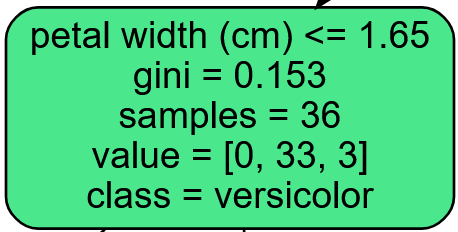 petal width (cm) <= 1.65
gini = 0.153
samples = 36
value = [0, 33, 3]
class = versicolor